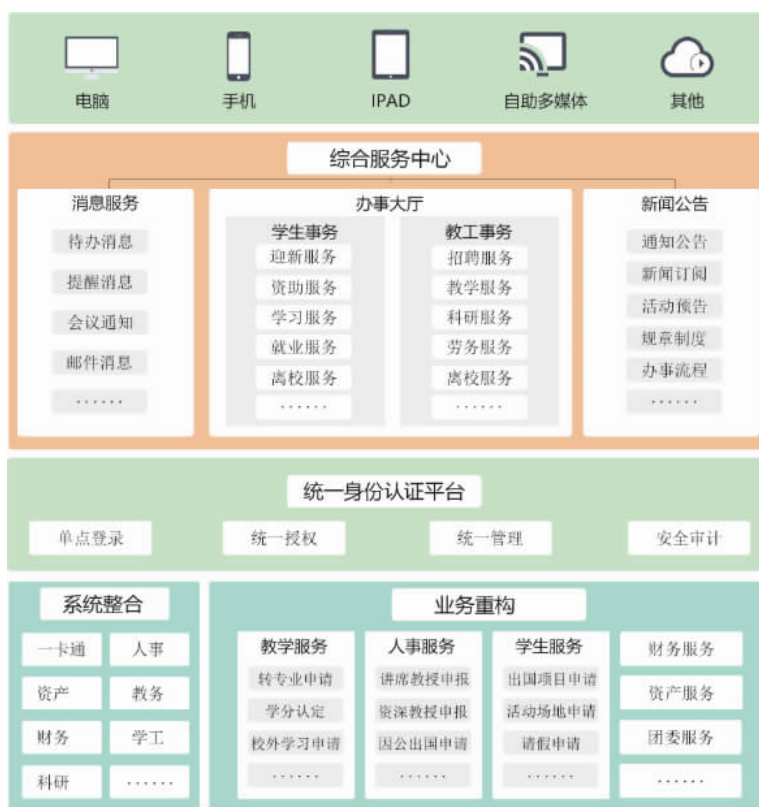 电脑
手机
IPAD
自助多媒体
其他
综合服务中心
消息服务
待办消息
提醒消息
会议通知
邮件消息
······
办事大厅
学生事务
迎新服务
资助服务
学习服务
就业服务
离校服务
······
教工事务
招聘服务
教学服务
科研服务
劳务服务
离校服务
······
新闻公告
通知公告
新闻订阅
活动预告
规章制度
办事流程
······
统一身份认证平台
单点登录
统一授权
统一管理
安全审计
系统整合
一卡通
人事
资产
教务
财务
学工
科研
······
业务重构
教学服务
转专业申请
学分认定
校外学习申请
······
人事服务
讲席教授申报
资深教授申报
因公出国申请
······
学生服务
出国项目申请
活动场地申请
请假申请
······
财务服务
资产服务
团委服务
······